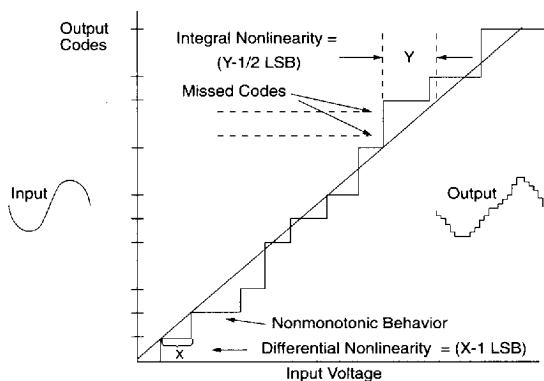 Output
Codes
Integral Nonlinearity =
(Y-1/2 LSB)
Y
Missed Codes
Input
Output
Nonmonotonic Behavior
X
Differential Nonlinearity = (X-1 LSB)
Input Voltage